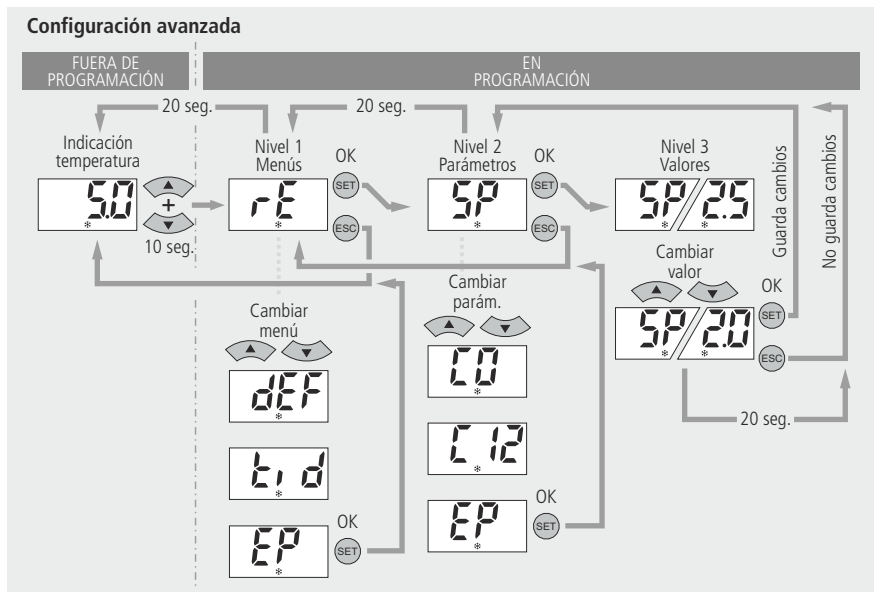 Configuración avanzada
FUERA DE
PROGRAMACIÓN
EN
PROGRAMACIÓN
20 seg.
20 seg.
Indicación
temperatura
5.0
+
10 seg.
Nivel 1
Menús
OK
rE
SET
ESC
Nivel 2
Parámetros
OK
SP
SET
ESC
Nivel 3
Valores
SP/2.5
Cambiar
valor
OK
SP/2.0
SET
ESC
Guarda cambios
No guarda cambios
20 seg.
Cambiar
menú
dEF
tid
EP
OK
SET
Cambiar
parám.
C0
C12
EP
OK
SET